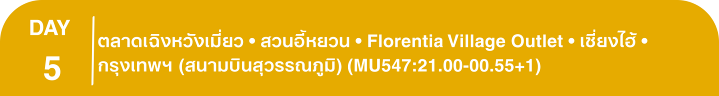 DAY
5
ตลาดเฉิงหวังเมี่ยว • สวนอี้หยวน • Florentia Village Outlet • เซี่ยงไฮ้ •
กรุงเทพฯ (สนามบินสุวรรณภูมิ) (MU547:21.00-00.55+1)